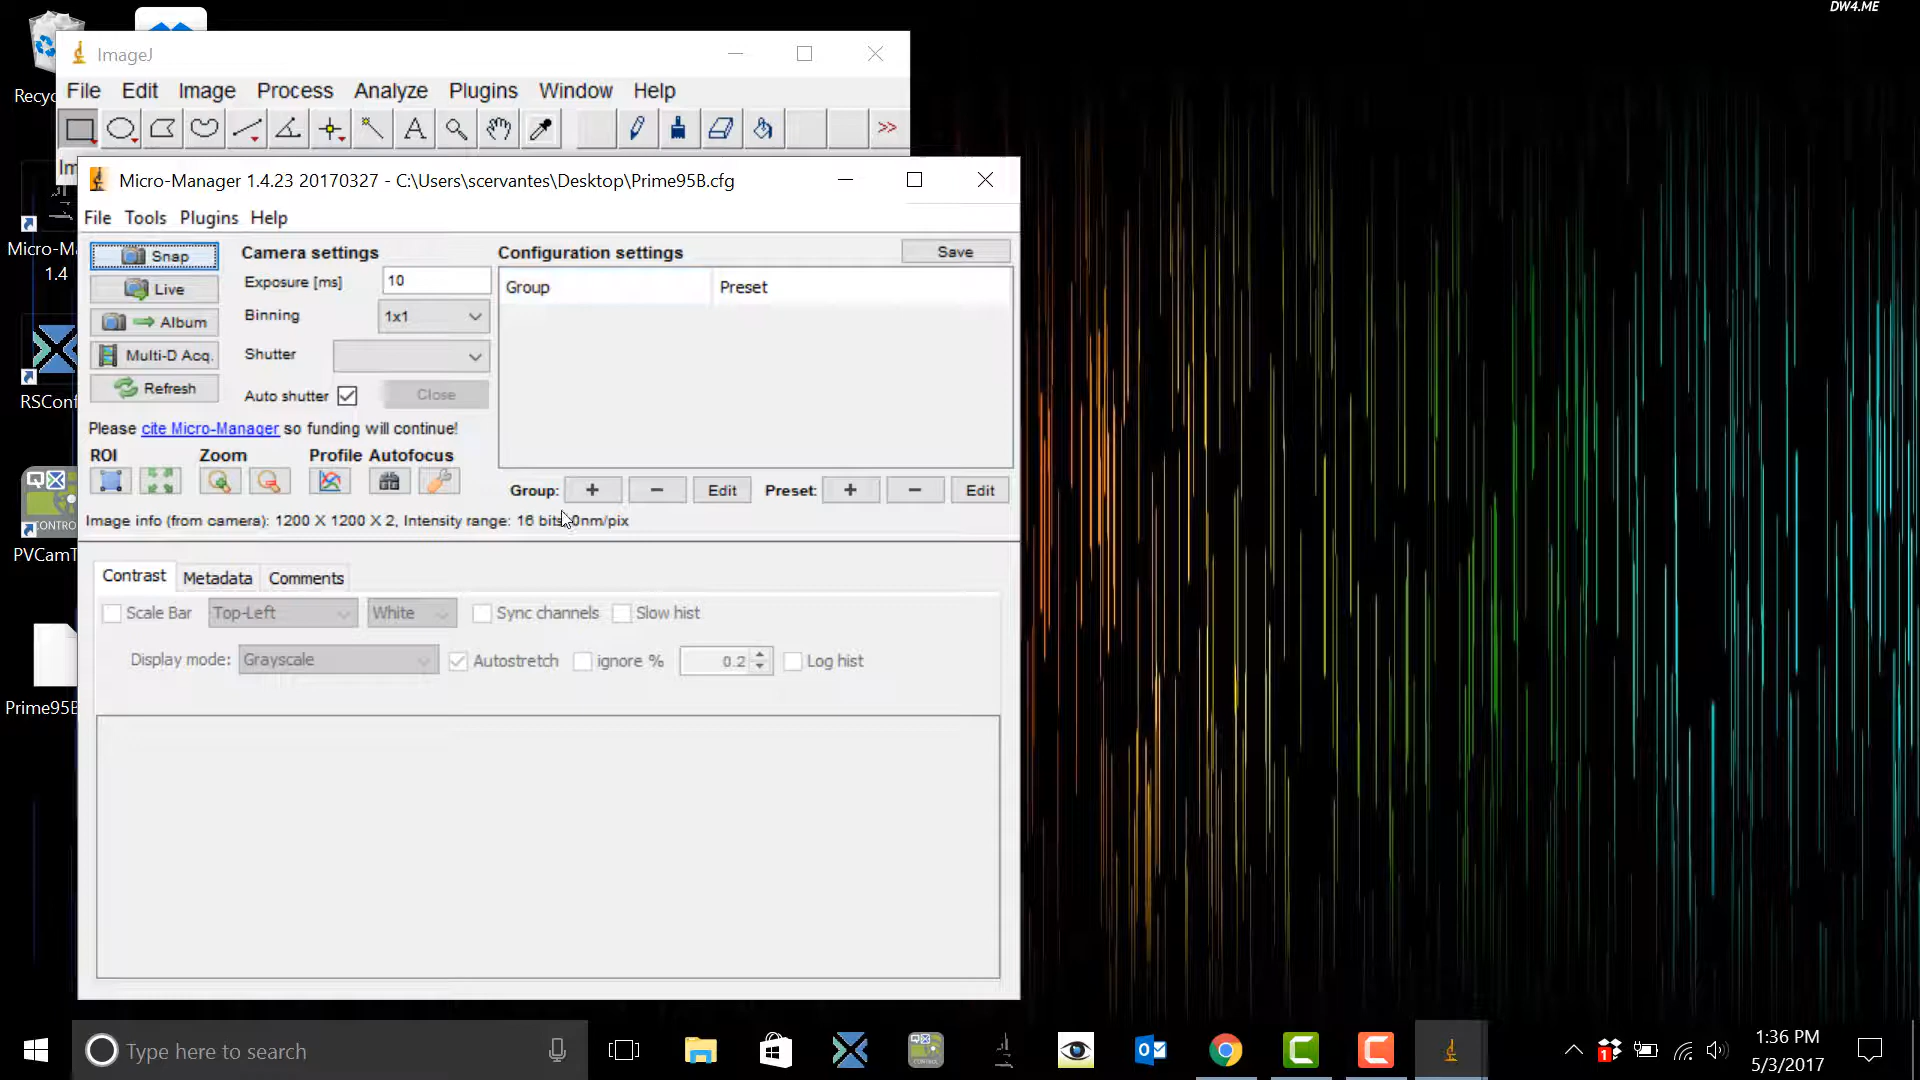 DW4.ME
ImageJ
File Edit Image Process Analyze Plugins Window Help
>>
Micro-Manager 1.4.23 20170327 - C:\Users\scervantes\Desktop\Prime95B.cfg
File Tools Plugins Help
Snap
Live
Album
Multi-D Acq.
Refresh
Camera settings
Exposure [ms] 10
Binning 1x1
Shutter
Auto shutter Close
Configuration settings Save
Group Preset
Please cite Micro-Manager so funding will continue!
ROI Zoom Profile Autofocus
Group: + − Edit Preset: + − Edit
Image info (from camera): 1200 X 1200 X 2, Intensity range: 16 bits 0nm/pix
Contrast Metadata Comments
Scale Bar Top-Left White Sync channels Slow hist
Display mode: Grayscale Autostretch ignore % 0.2 Log hist
Recyc
Micro-Ma
1.4
RSConf
CONTRO
PVCamT
Prime95B
Type here to search
1:36 PM
5/3/2017